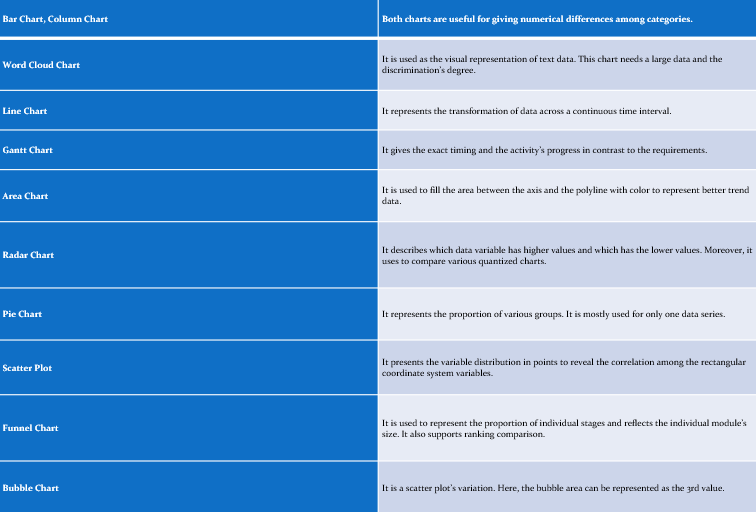 Bar Chart, Column Chart
Both charts are useful for giving numerical differences among categories.
Word Cloud Chart
It is used as the visual representation of text data. This chart needs a large data and the
discrimination's degree.
Line Chart
It represents the transformation of data across a continuous time interval.
Gantt Chart
It gives the exact timing and the activity's progress in contrast to the requirements.
Area Chart
It is used to fill the area between the axis and the polyline with color to represent better trend
data.
Radar Chart
It describes which data variable has higher values and which has the lower values. Moreover, it
uses to compare various quantized charts.
Pie Chart
It represents the proportion of various groups. It is mostly used for only one data series.
Scatter Plot
It presents the variable distribution in points to reveal the correlation among the rectangular
coordinate system variables.
Funnel Chart
It is used to represent the proportion of individual stages and reflects the individual module's
size. It also supports ranking comparison.
Bubble Chart
It is a scatter plot's variation. Here, the bubble area can be represented as the 3rd value.